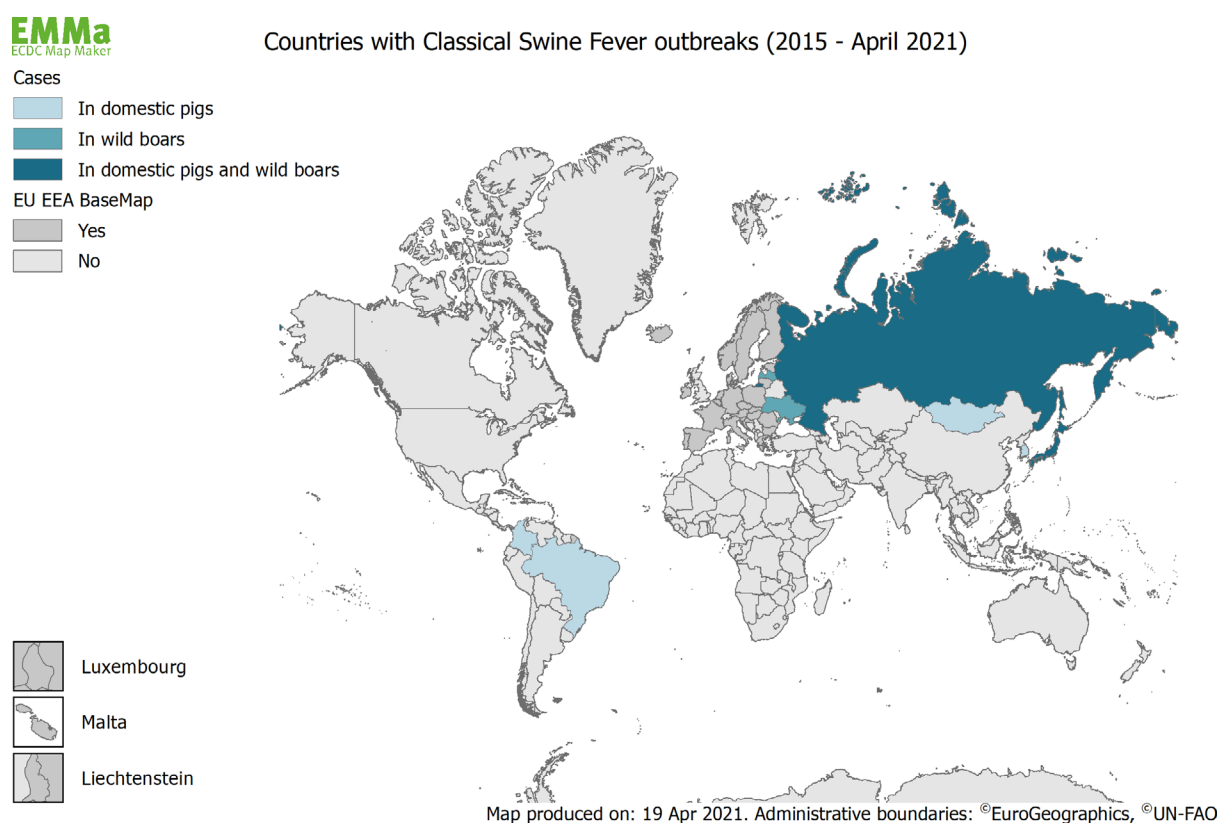 EMMa
ECDC Map Maker
Countries with Classical Swine Fever outbreaks (2015 - April 2021)
Cases
In domestic pigs
In wild boars
In domestic pigs and wild boars
EU EEA BaseMap
Yes
No
Luxembourg
Malta
Liechtenstein
Map produced on: 19 Apr 2021. Administrative boundaries: ©EuroGeographics, ©UN-FAO